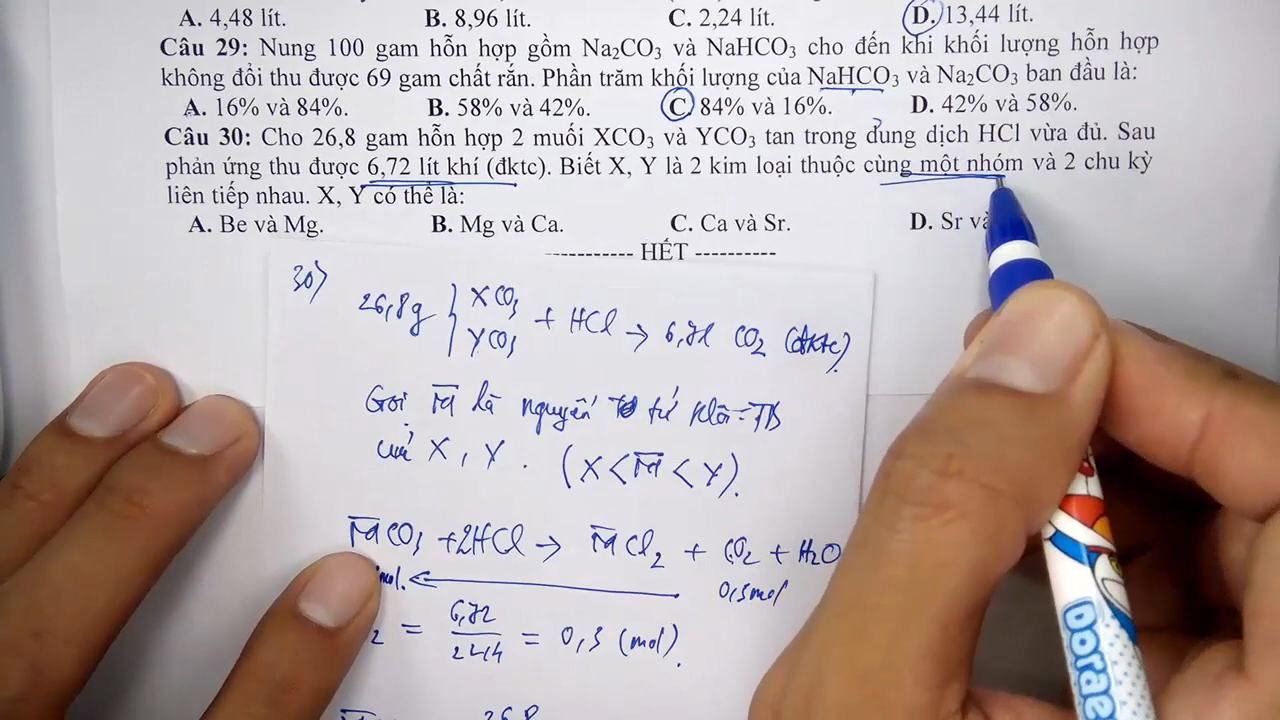 A. 4,48 lít. B. 8,96 lít. C. 2,24 lít. D. 13,44 lít.
Câu 29: Nung 100 gam hỗn hợp gồm Na2CO3 và NaHCO3 cho đến khi khối lượng hỗn hợp
không đổi thu được 69 gam chất rắn. Phần trăm khối lượng của NaHCO3 và Na2CO3 ban đầu là:
A. 16% và 84%. B. 58% và 42%. C. 84% và 16%. D. 42% và 58%.
Câu 30: Cho 26,8 gam hỗn hợp 2 muối XCO3 và YCO3 tan trong dung dịch HCl vừa đủ. Sau
phản ứng thu được 6,72 lít khí (đktc). Biết X, Y là 2 kim loại thuộc cùng một nhóm và 2 chu kỳ
liên tiếp nhau. X, Y có thể là:
A. Be và Mg. B. Mg và Ca. C. Ca và Sr. D. Sr và
----------- HẾT ----------
30)
26,8g { XCO3
YCO3 + HCl → 6,72 CO2 (đktc).
Gọi M̅ là nguyên tử khối TB
của X, Y. (X < M̅ < Y).
M̅CO3 + 2HCl → M̅Cl2 + CO2 + H2O
mol. ← 0,3mol
2 = 6,72 / 22,4 = 0,3 (mol).
26,8
Dorae